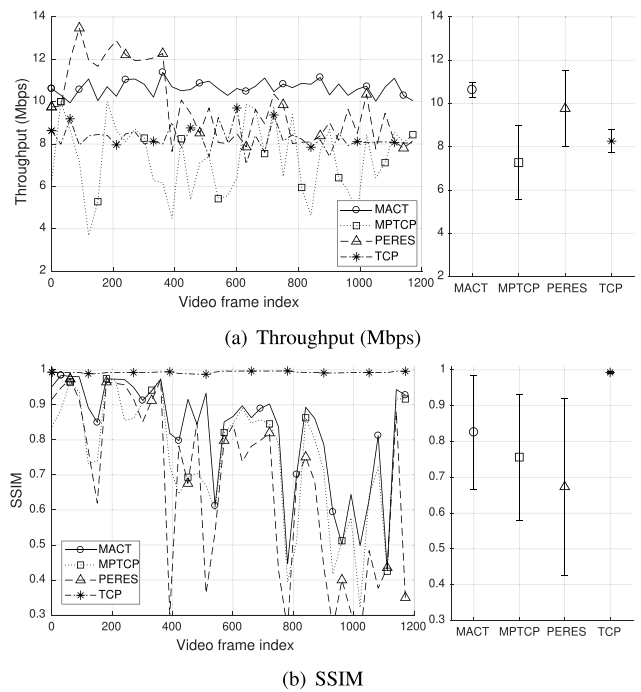 14
12
10
8
6
4
2
Throughput (Mbps)
MACT
MPTCP
PERES
TCP
0 200 400 600 800 1000 1200
Video frame index
14
12
10
8
6
4
2
MACT MPTCP PERES TCP
(a) Throughput (Mbps)
1
0.9
0.8
0.7
0.6
0.5
0.4
0.3
SSIM
MACT
MPTCP
PERES
TCP
0 200 400 600 800 1000 1200
Video frame index
1
0.9
0.8
0.7
0.6
0.5
0.4
0.3
MACT MPTCP PERES TCP
(b) SSIM